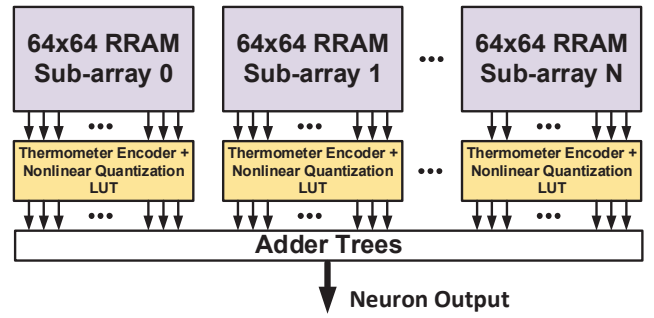 64x64 RRAM
Sub-array 0
64x64 RRAM
Sub-array 1
...
64x64 RRAM
Sub-array N
...
...
...
Thermometer Encoder +
Nonlinear Quantization
LUT
Thermometer Encoder +
Nonlinear Quantization
LUT
...
Thermometer Encoder +
Nonlinear Quantization
LUT
...
...
...
Adder Trees
Neuron Output